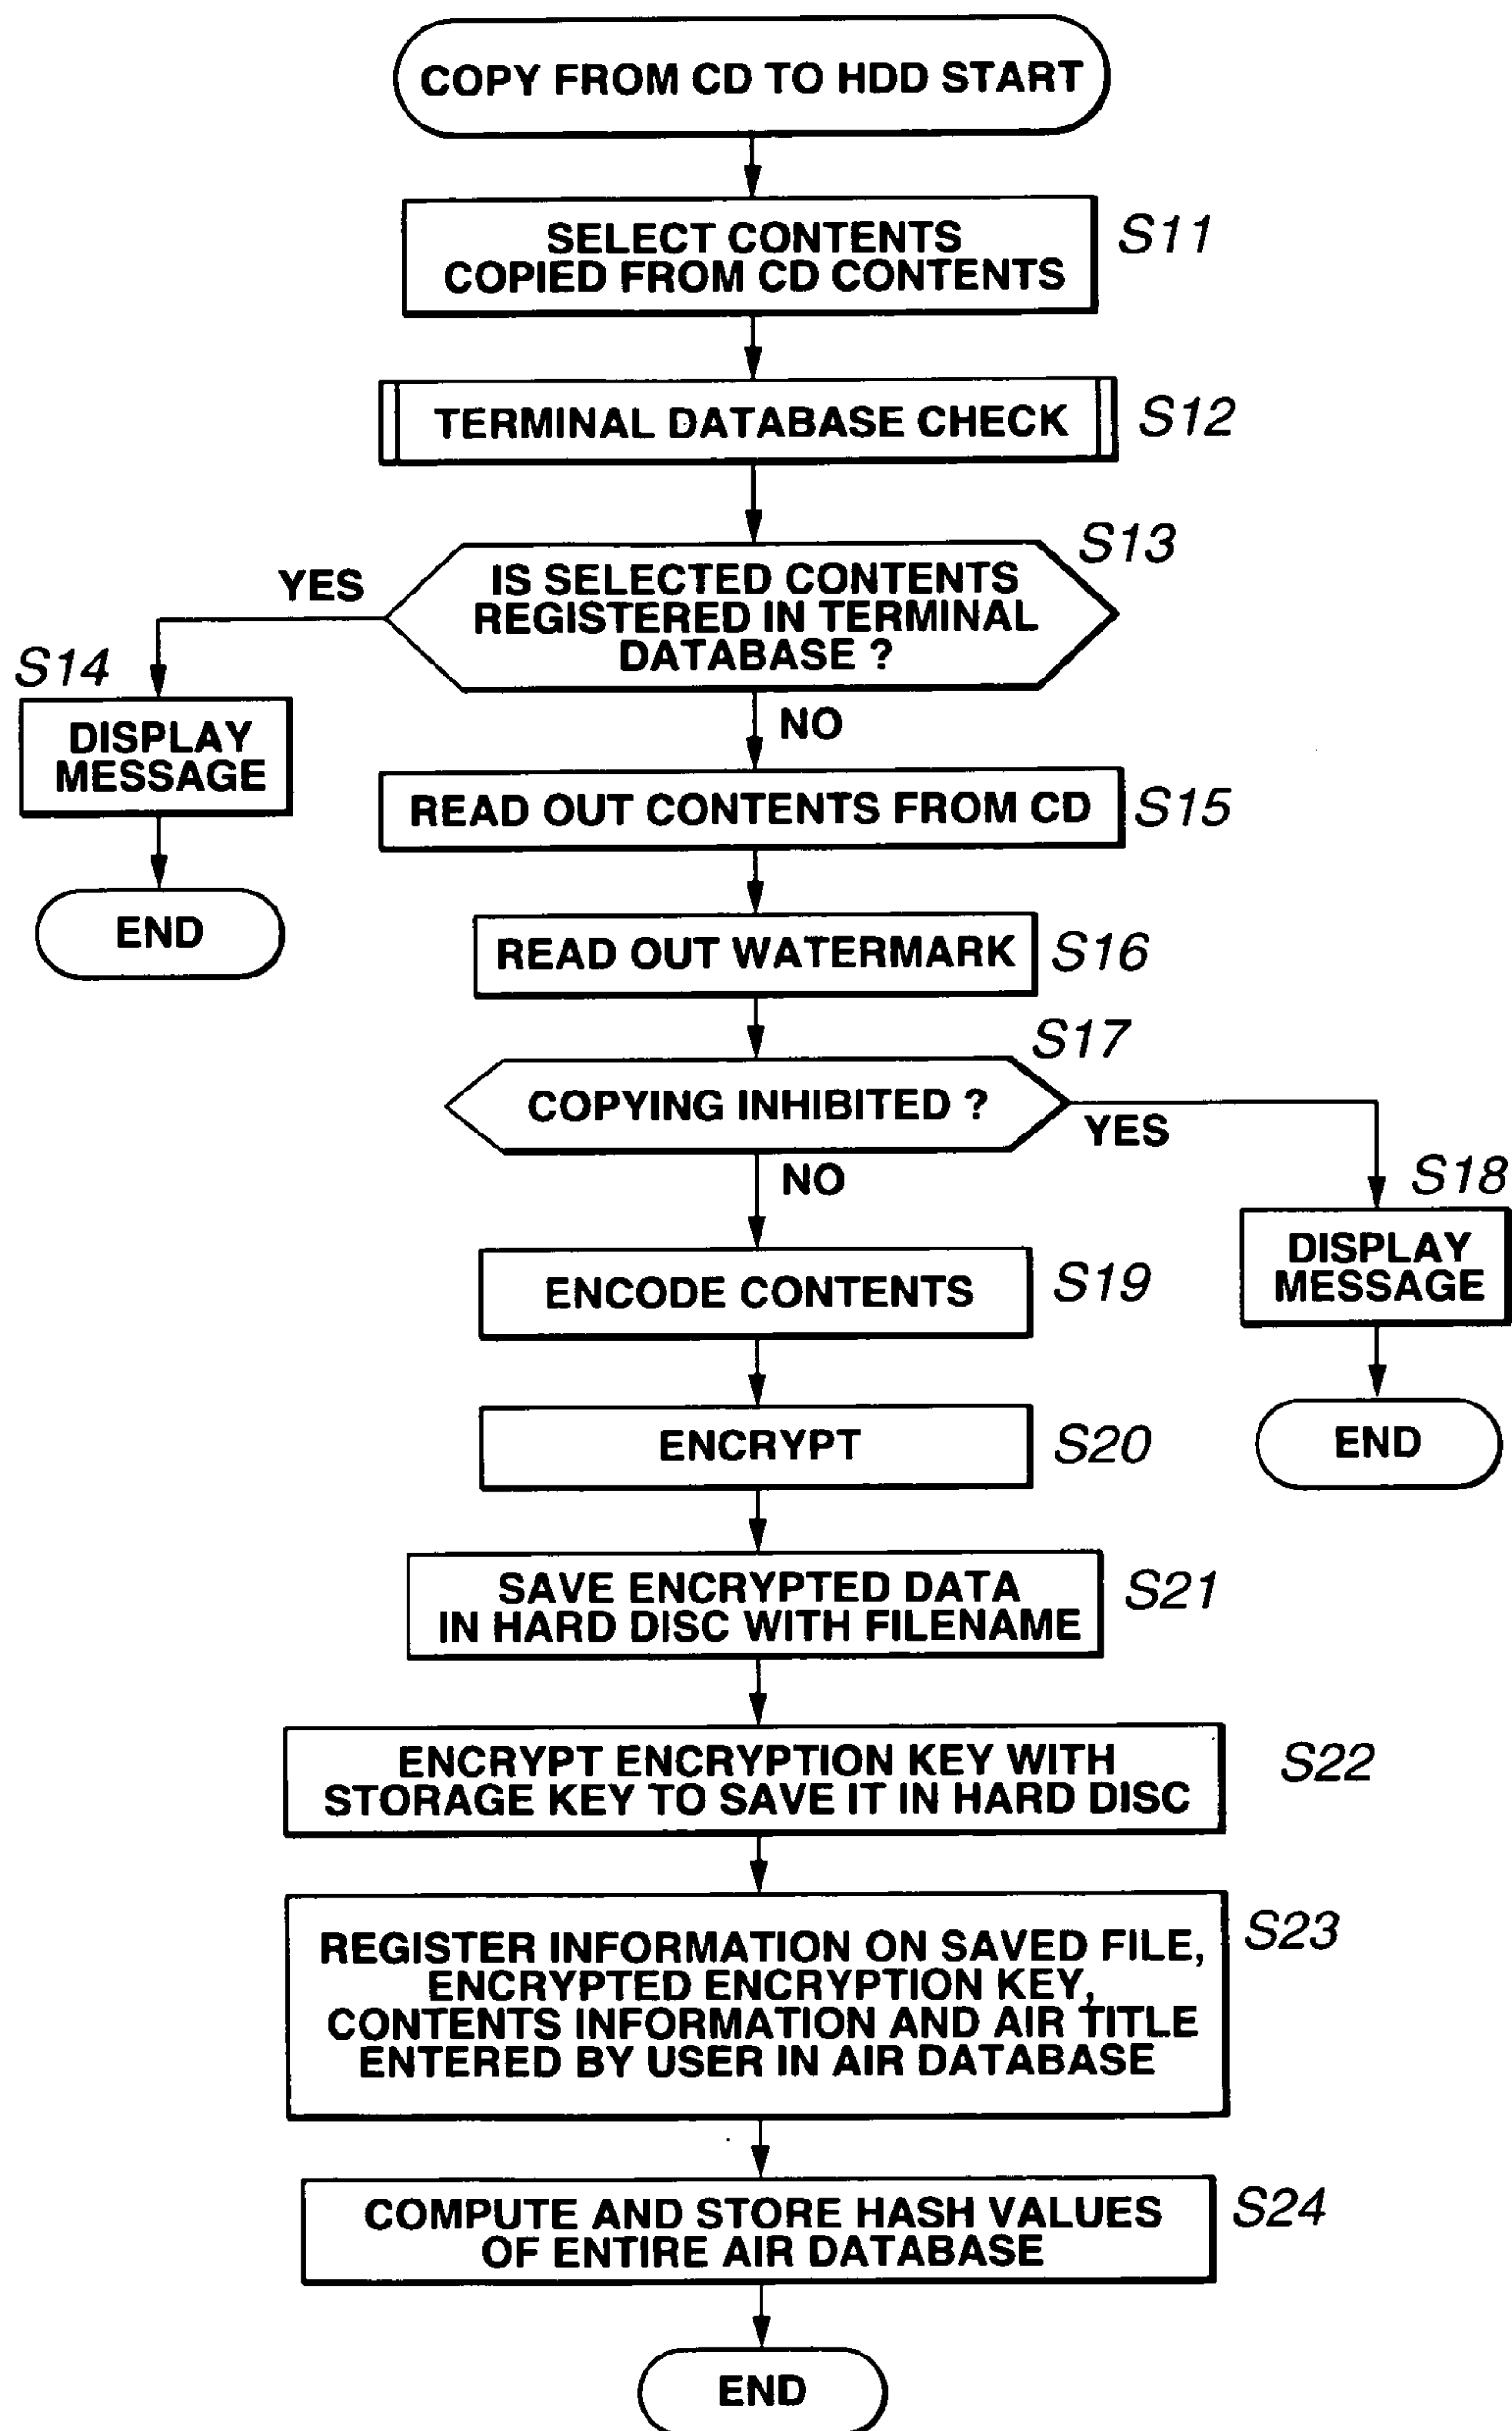 COPY FROM CD TO HDD START
SELECT CONTENTS
COPIED FROM CD CONTENTS
S11
TERMINAL DATABASE CHECK
S12
S13
IS SELECTED CONTENTS
REGISTERED IN TERMINAL
DATABASE ?
YES
NO
S14
DISPLAY
MESSAGE
END
READ OUT CONTENTS FROM CD
S15
READ OUT WATERMARK
S16
S17
COPYING INHIBITED ?
YES
NO
S18
DISPLAY
MESSAGE
END
ENCODE CONTENTS
S19
ENCRYPT
S20
SAVE ENCRYPTED DATA
IN HARD DISC WITH FILENAME
S21
ENCRYPT ENCRYPTION KEY WITH
STORAGE KEY TO SAVE IT IN HARD DISC
S22
REGISTER INFORMATION ON SAVED FILE,
ENCRYPTED ENCRYPTION KEY,
CONTENTS INFORMATION AND AIR TITLE
ENTERED BY USER IN AIR DATABASE
S23
COMPUTE AND STORE HASH VALUES
OF ENTIRE AIR DATABASE
S24
END